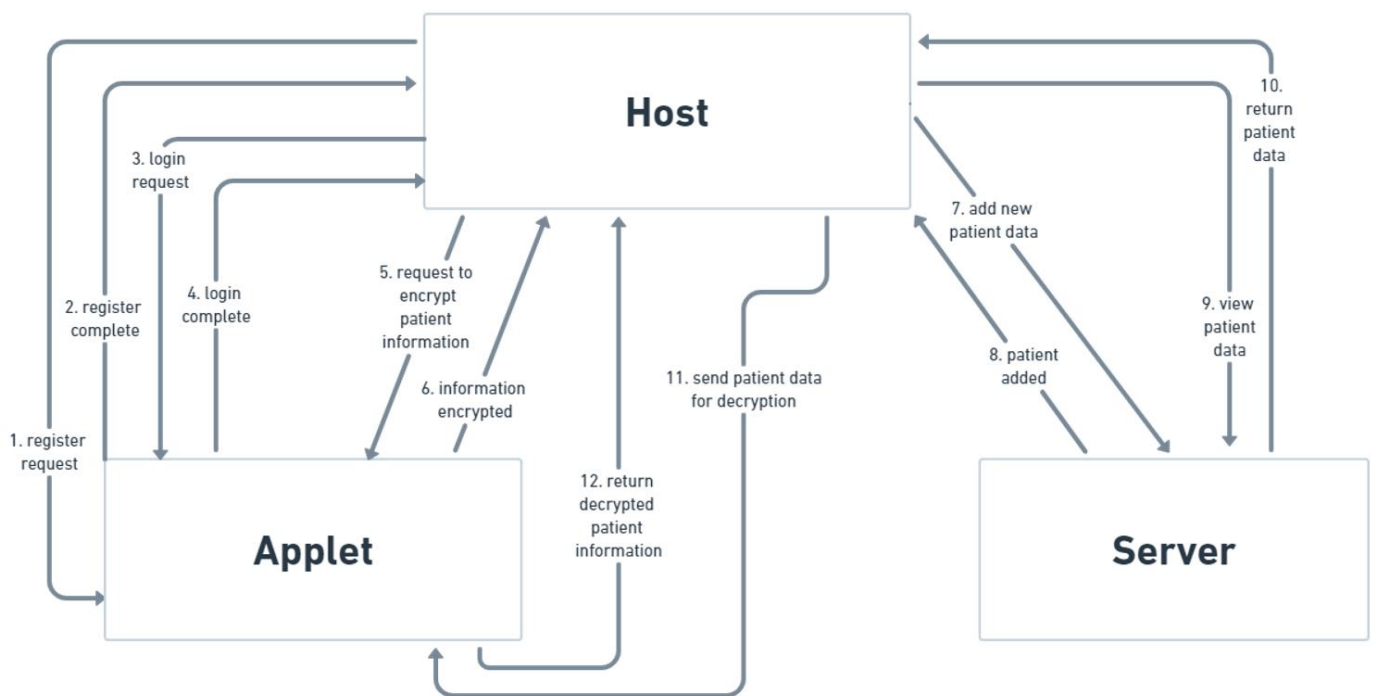 Host
10.
return
patient
data
3. login
request
7. add new
patient data
5. request to
encrypt
patient
information
4. login
complete
2. register
complete
9. view
patient
data
8. patient
added
11. send patient data
for decryption
6. information
encrypted
1. register
request
12. return
decrypted
patient
information
Applet
Server